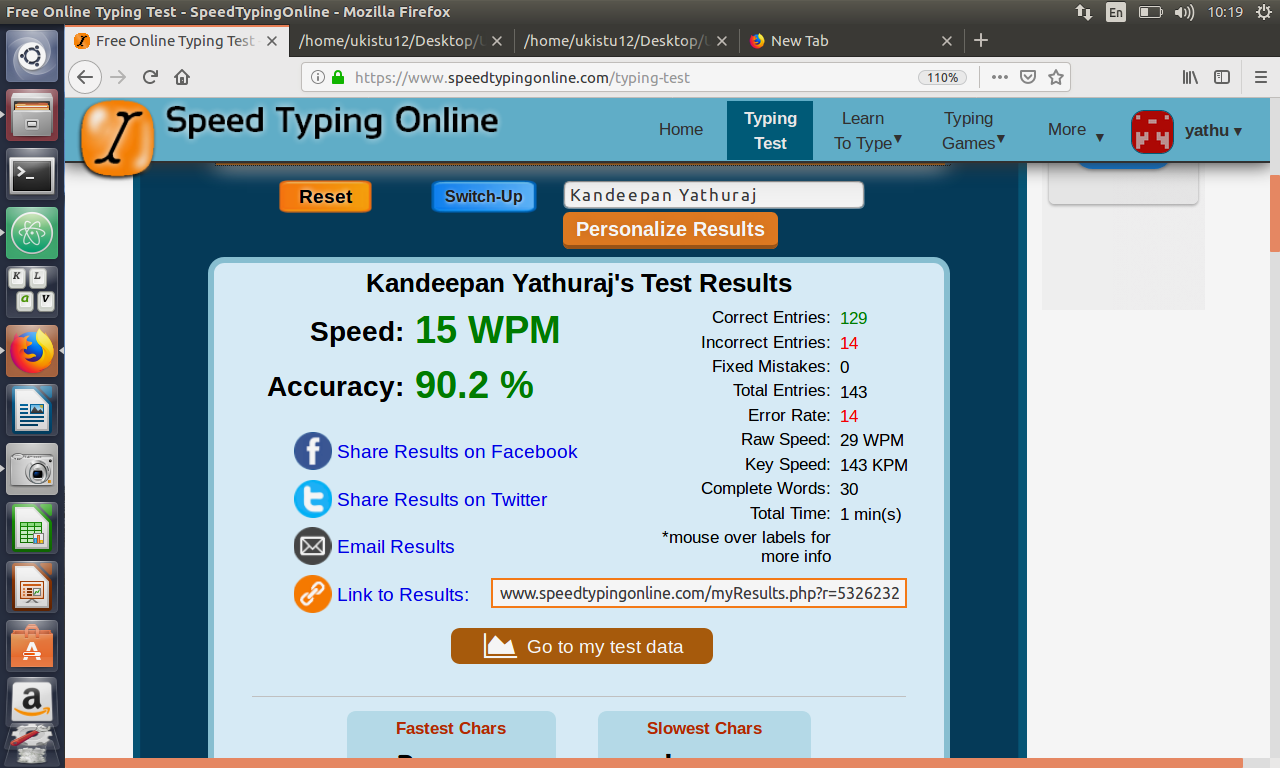 Free Online Typing Test - SpeedTypingOnline - Mozilla Firefox
En
10:19
Free Online Typing Test
/home/ukistu12/Desktop/
/home/ukistu12/Desktop/
New Tab
https://www.speedtypingonline.com/typing-test
110%
Speed Typing Online
Home
Typing Test
Learn To Type
Typing Games
More
yathu
Reset
Switch-Up
Kandeepan Yathuraj
Personalize Results
Kandeepan Yathuraj's Test Results
Speed: 15 WPM
Accuracy: 90.2 %
Correct Entries: 129
Incorrect Entries: 14
Fixed Mistakes: 0
Total Entries: 143
Error Rate: 14
Raw Speed: 29 WPM
Key Speed: 143 KPM
Complete Words: 30
Total Time: 1 min(s)
*mouse over labels for
more info
Share Results on Facebook
Share Results on Twitter
Email Results
Link to Results: www.speedtypingonline.com/myResults.php?r=5326232
Go to my test data
Fastest Chars
Slowest Chars